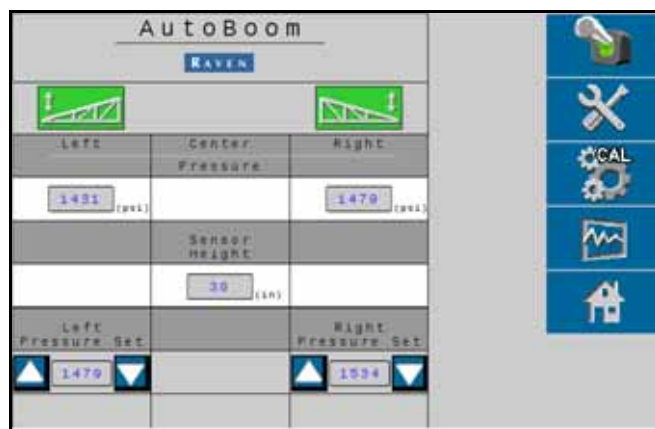 AutoBoom
RAVEN
Left Center Right
Pressure
1431 (psi) 1479 (psi)
Sensor
Height
38 (in)
Left Right
Pressure Set Pressure Set
1479 1534
CAL